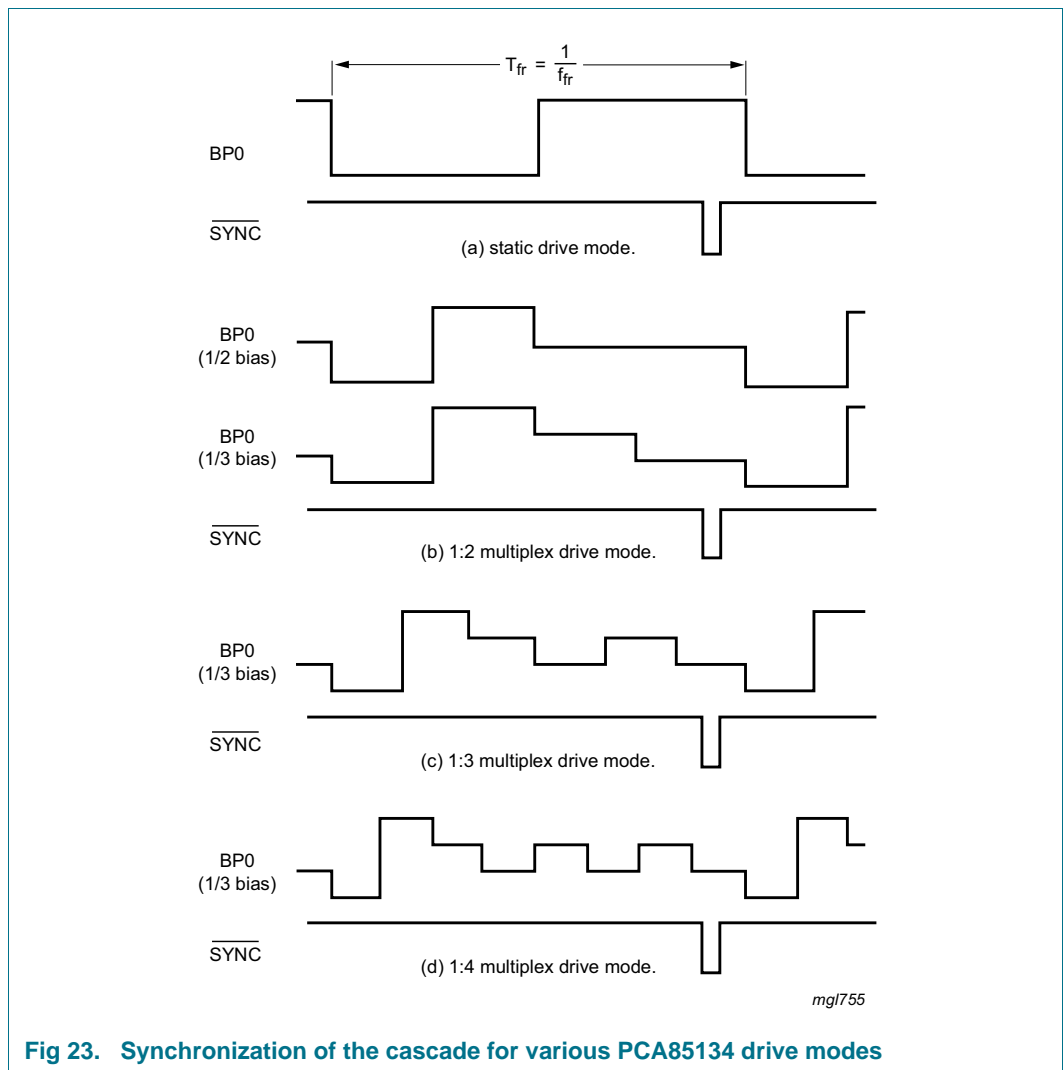 T_fr = 1/f_fr
BP0
SYNC
(a) static drive mode.
BP0
(1/2 bias)
BP0
(1/3 bias)
SYNC
(b) 1:2 multiplex drive mode.
BP0
(1/3 bias)
SYNC
(c) 1:3 multiplex drive mode.
BP0
(1/3 bias)
SYNC
(d) 1:4 multiplex drive mode.
mgl755
Fig 23. Synchronization of the cascade for various PCA85134 drive modes